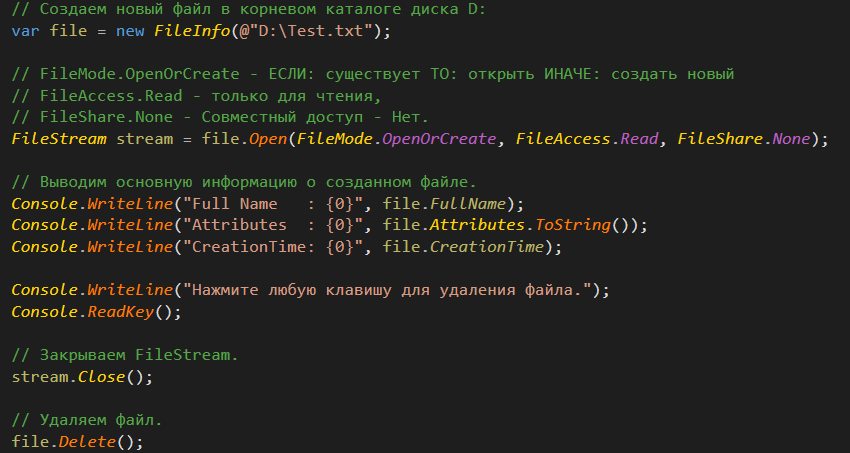 // Создаем новый файл в корневом каталоге диска D:
var file = new FileInfo(@"D:\Test.txt");
// FileMode.OpenOrCreate - ЕСЛИ: существует ТО: открыть ИНАЧЕ: создать новый
// FileAccess.Read - только для чтения,
// FileShare.None - Совместный доступ - Нет.
FileStream stream = file.Open(FileMode.OpenOrCreate, FileAccess.Read, FileShare.None);
// Выводим основную информацию о созданном файле.
Console.WriteLine("Full Name   : {0}", file.FullName);
Console.WriteLine("Attributes  : {0}", file.Attributes.ToString());
Console.WriteLine("CreationTime: {0}", file.CreationTime);
Console.WriteLine("Нажмите любую клавишу для удаления файла.");
Console.ReadKey();
// Закрываем FileStream.
stream.Close();
// Удаляем файл.
file.Delete();